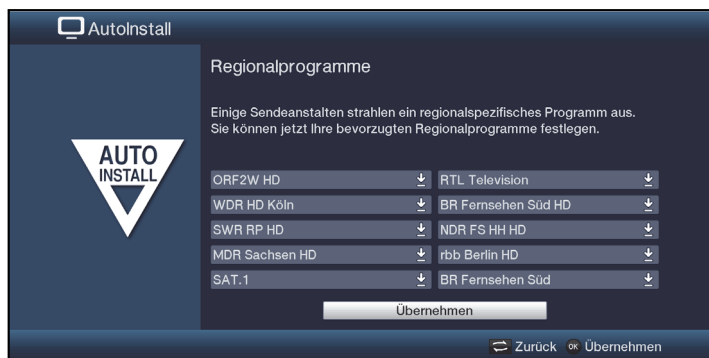 AutoInstall
Regionalprogramme
Einige Sendeanstalten strahlen ein regionalspezifisches Programm aus.
Sie können jetzt Ihre bevorzugten Regionalprogramme festlegen.
AUTO
INSTALL
ORF2W HD
RTL Television
WDR HD Köln
BR Fernsehen Süd HD
SWR RP HD
NDR FS HH HD
MDR Sachsen HD
rbb Berlin HD
SAT.1
BR Fernsehen Süd
Übernehmen
Zurück OK Übernehmen